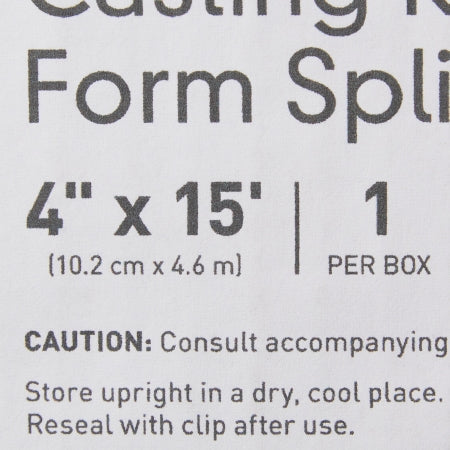 Casting
Form Spli
4" x 15' 1
(10.2 cm x 4.6 m) PER BOX
CAUTION: Consult accompanying
Store upright in a dry, cool place.
Reseal with clip after use.